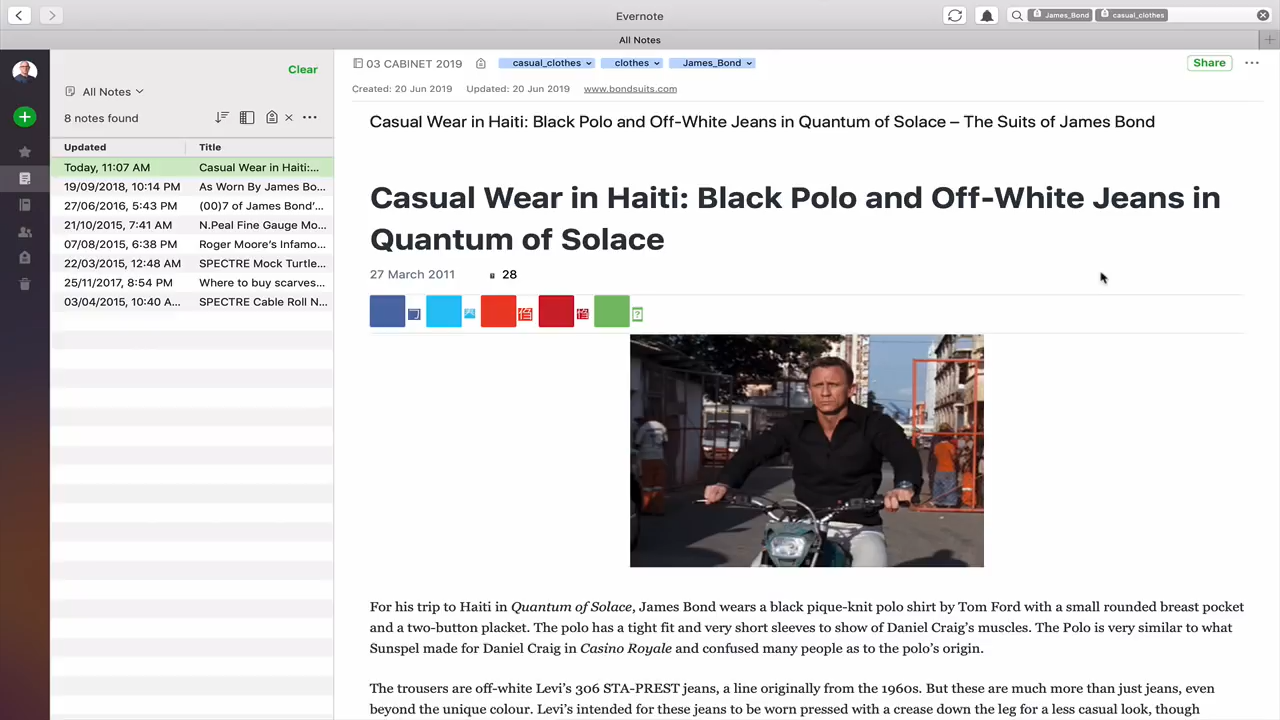 Evernote
James_Bond casual_clothes
All Notes
Clear
All Notes
8 notes found
Updated Title
Today, 11:07 AM Casual Wear in Haiti:...
19/09/2018, 10:14 PM As Worn By James Bo...
27/06/2016, 5:43 PM (00)7 of James Bond'...
21/10/2015, 7:41 AM N.Peal Fine Gauge Mo...
07/08/2015, 6:38 PM Roger Moore's Infamo...
22/03/2015, 12:48 AM SPECTRE Mock Turtle...
25/11/2017, 8:54 PM Where to buy scarves...
03/04/2015, 10:40 A... SPECTRE Cable Roll N...
03 CABINET 2019 casual_clothes clothes James_Bond Share
Created: 20 Jun 2019 Updated: 20 Jun 2019 www.bondsuits.com
Casual Wear in Haiti: Black Polo and Off-White Jeans in Quantum of Solace – The Suits of James Bond
Casual Wear in Haiti: Black Polo and Off-White Jeans in
Quantum of Solace
27 March 2011 28
For his trip to Haiti in Quantum of Solace, James Bond wears a black pique-knit polo shirt by Tom Ford with a small rounded breast pocket
and a two-button placket. The polo has a tight fit and very short sleeves to show of Daniel Craig's muscles. The Polo is very similar to what
Sunspel made for Daniel Craig in Casino Royale and confused many people as to the polo's origin.
The trousers are off-white Levi's 306 STA-PREST jeans, a line originally from the 1960s. But these are much more than just jeans, even
beyond the unique colour. Levi's intended for these jeans to be worn pressed with a crease down the leg for a less casual look, though